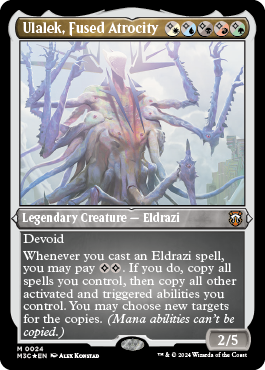 Ulalek, Fused Atrocity
Legendary Creature — Eldrazi
Devoid
Whenever you cast an Eldrazi spell,
you may pay ◇◇. If you do, copy all
spells you control, then copy all other
activated and triggered abilities you
control. You may choose new targets
for the copies. (Mana abilities can't be
copied.)
2/5
M 0024
M3C★EN Alex Konstad
™ & © 2024 Wizards of the Coast